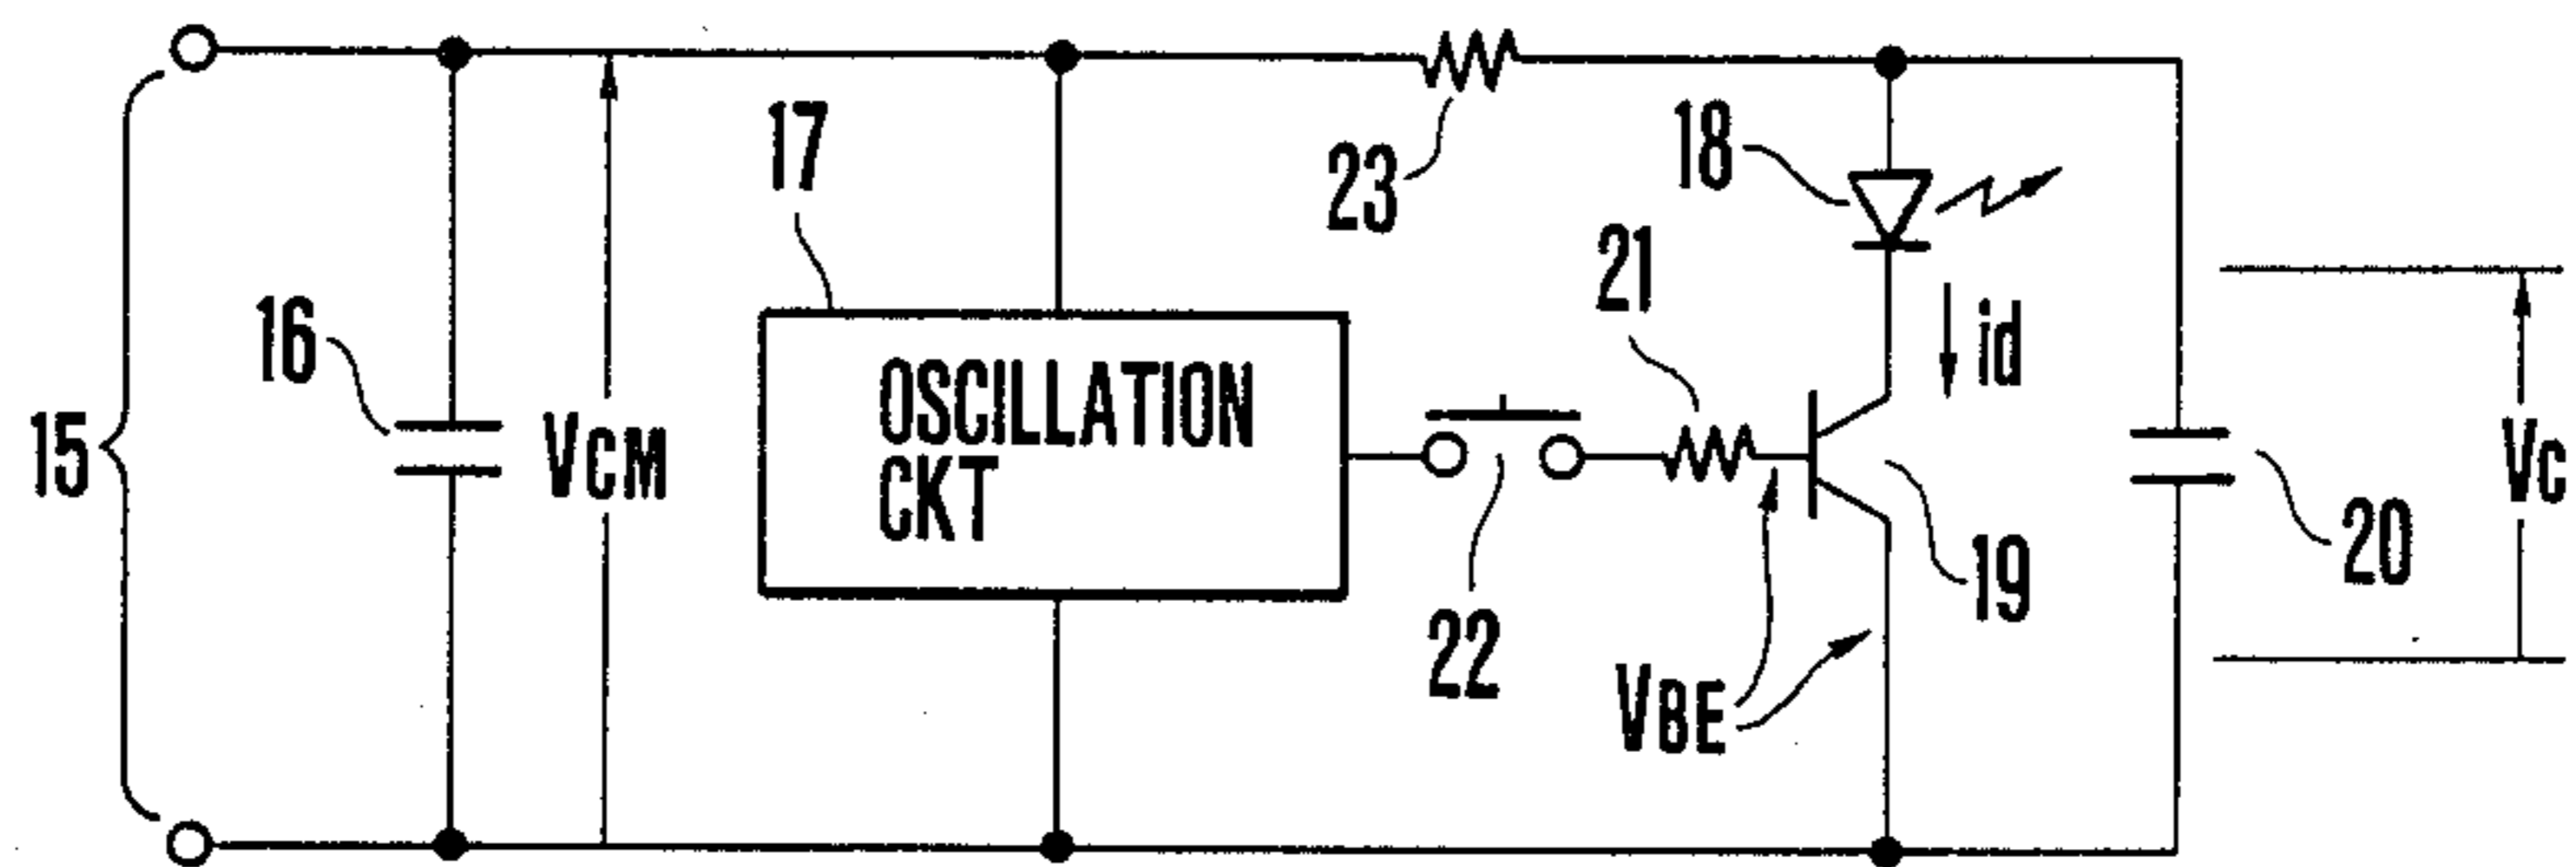 15
16
VCM
17
OSCILLATION
CKT
23
18
21
id
22
VBE
19
20
VC